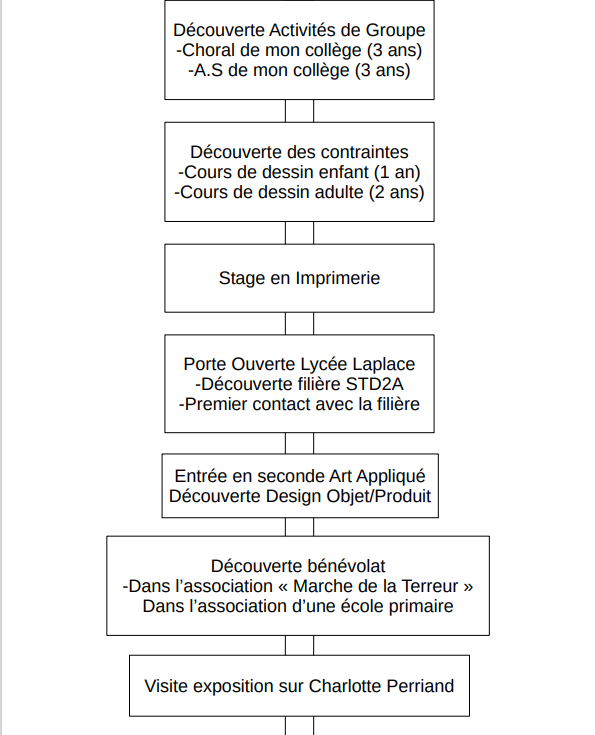 Découverte Activités de Groupe
-Choral de mon collège (3 ans)
-A.S de mon collège (3 ans)
Découverte des contraintes
-Cours de dessin enfant (1 an)
-Cours de dessin adulte (2 ans)
Stage en Imprimerie
Porte Ouverte Lycée Laplace
-Découverte filière STD2A
-Premier contact avec la filière
Entrée en seconde Art Appliqué
Découverte Design Objet/Produit
Découverte bénévolat
-Dans l’association « Marche de la Terreur »
Dans l’association d’une école primaire
Visite exposition sur Charlotte Perriand